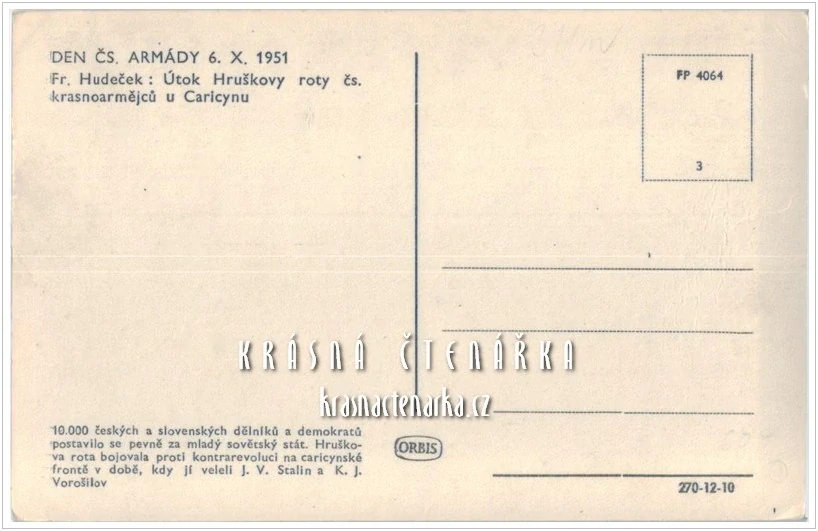 DEN ČS. ARMÁDY 6. X. 1951
Fr. Hudeček: Útok Hruškovy roty čs.
krasnoarmějců u Caricynu
FP 4064
3
KRÁSNÁ ČTENÁŘKA
krasnactenarka.cz
10.000 českých a slovenských dělníků a demokratů
postavilo se pevně za mladý sovětský stát. Hruško-
va rota bojovala proti kontrarevoluci na caricynské
frontě v době, kdy jí veleli J. V. Stalin a K. J.
Vorošilov
ORBIS
270-12-10